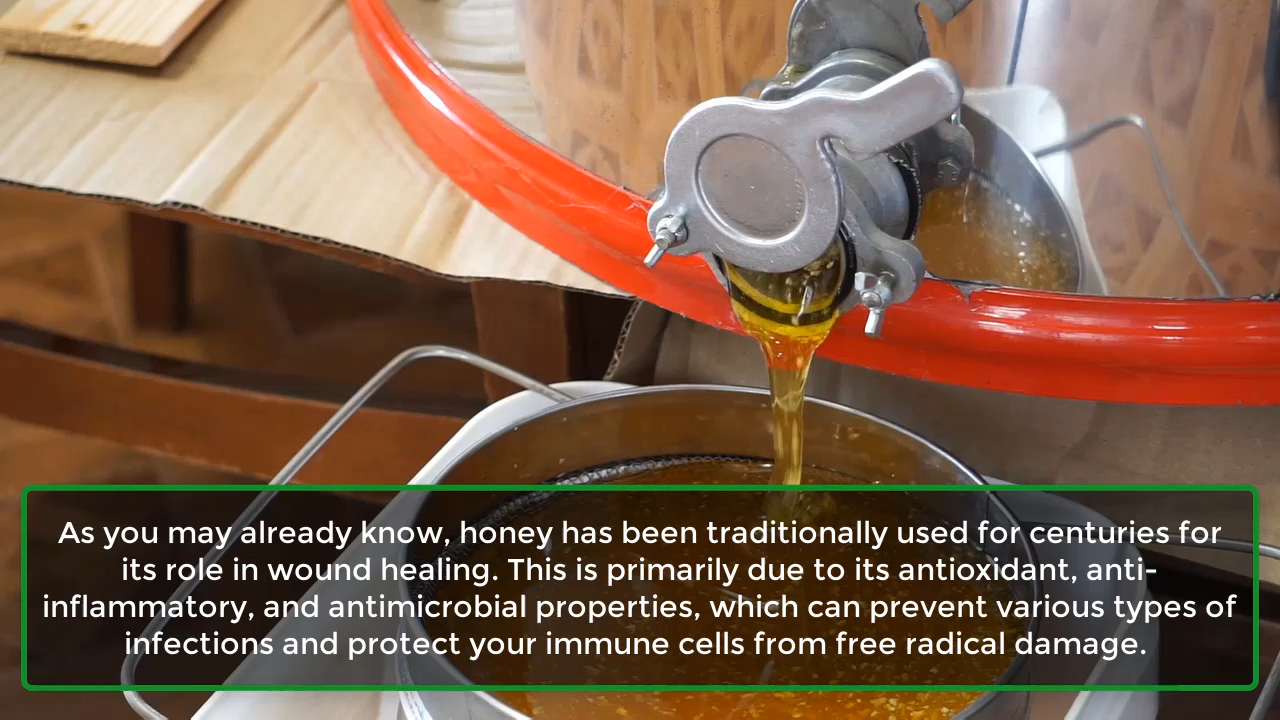 As you may already know, honey has been traditionally used for centuries for
its role in wound healing. This is primarily due to its antioxidant, anti-
inflammatory, and antimicrobial properties, which can prevent various types of
infections and protect your immune cells from free radical damage.